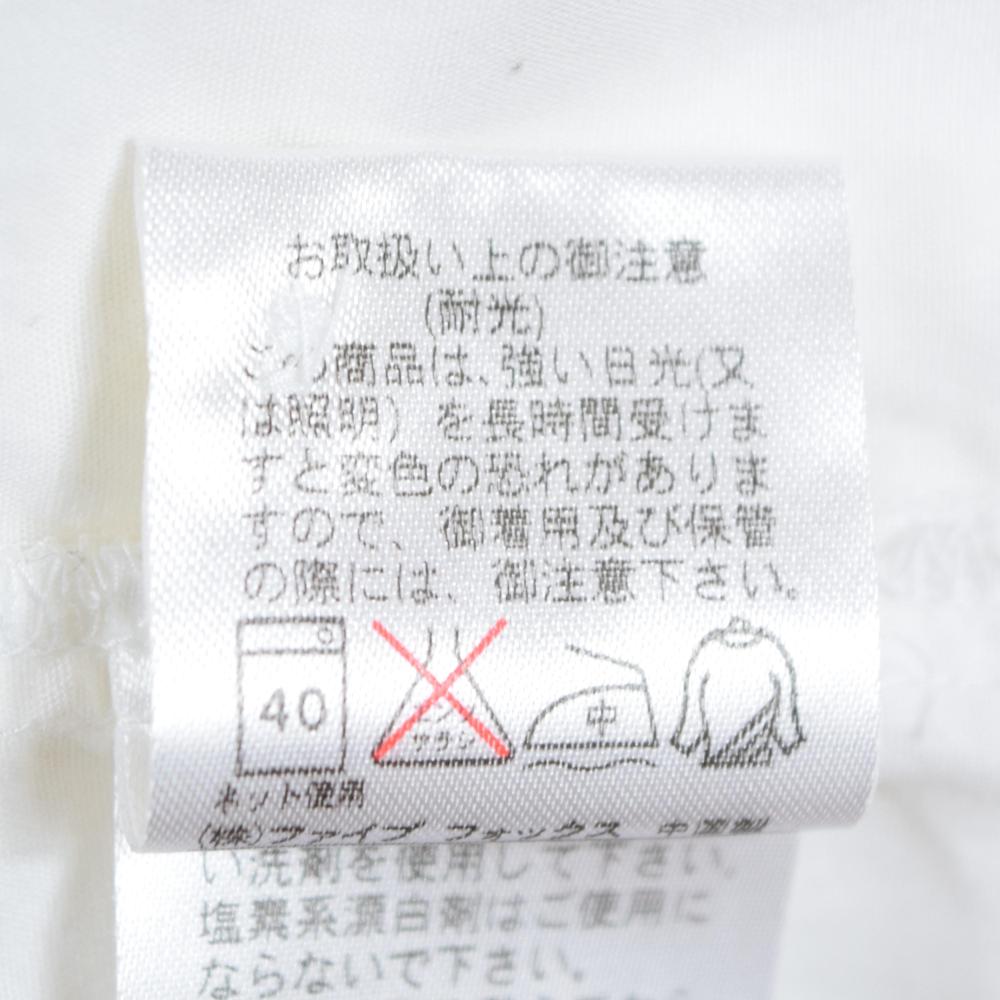 お取扱い上の御注意
(耐光)
この商品は、強い日光(又
は照明) を長時間受けま
すと変色の恐れがありま
すので、御着用及び保管
の際には、御注意下さい。
40
サラシ
中
ネット使用
(株)ファイブ フォックス 中国製
い洗剤を使用して下さい。
塩素系漂白剤はご使用に
ならないで下さい。